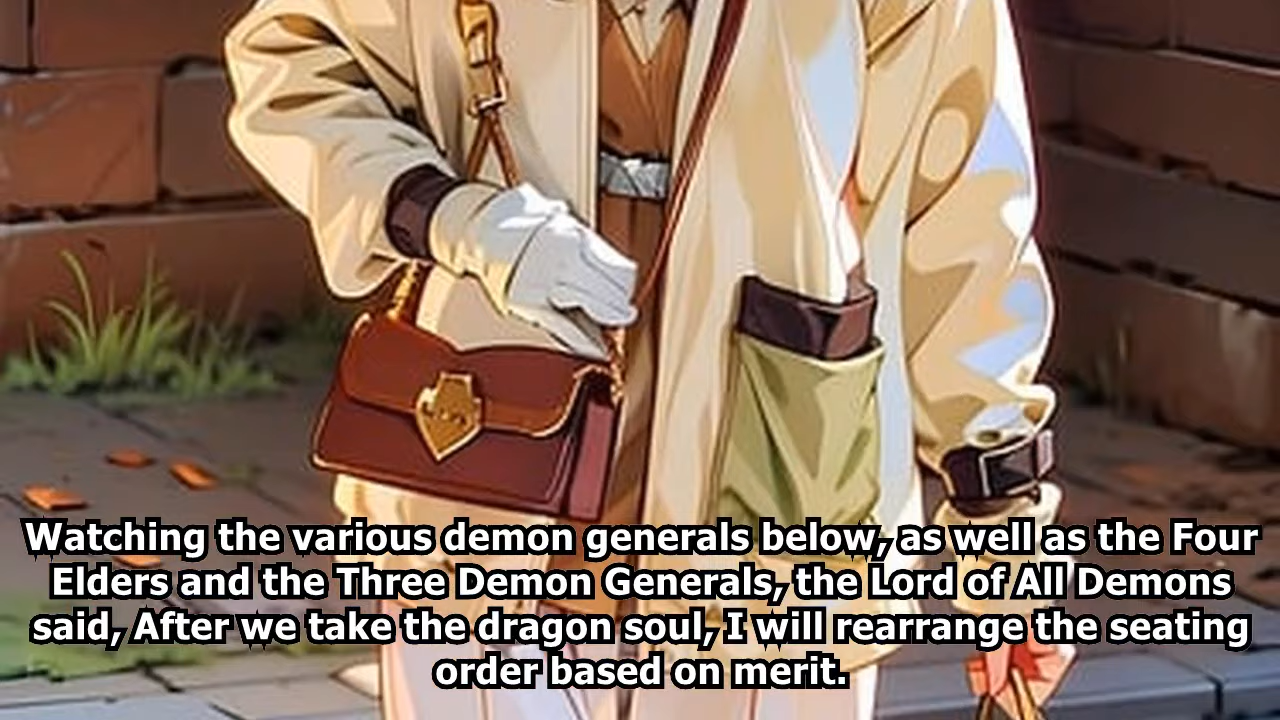 Watching the various demon generals below, as well as the Four
Elders and the Three Demon Generals, the Lord of All Demons
said, After we take the dragon soul, I will rearrange the seating
order based on merit.